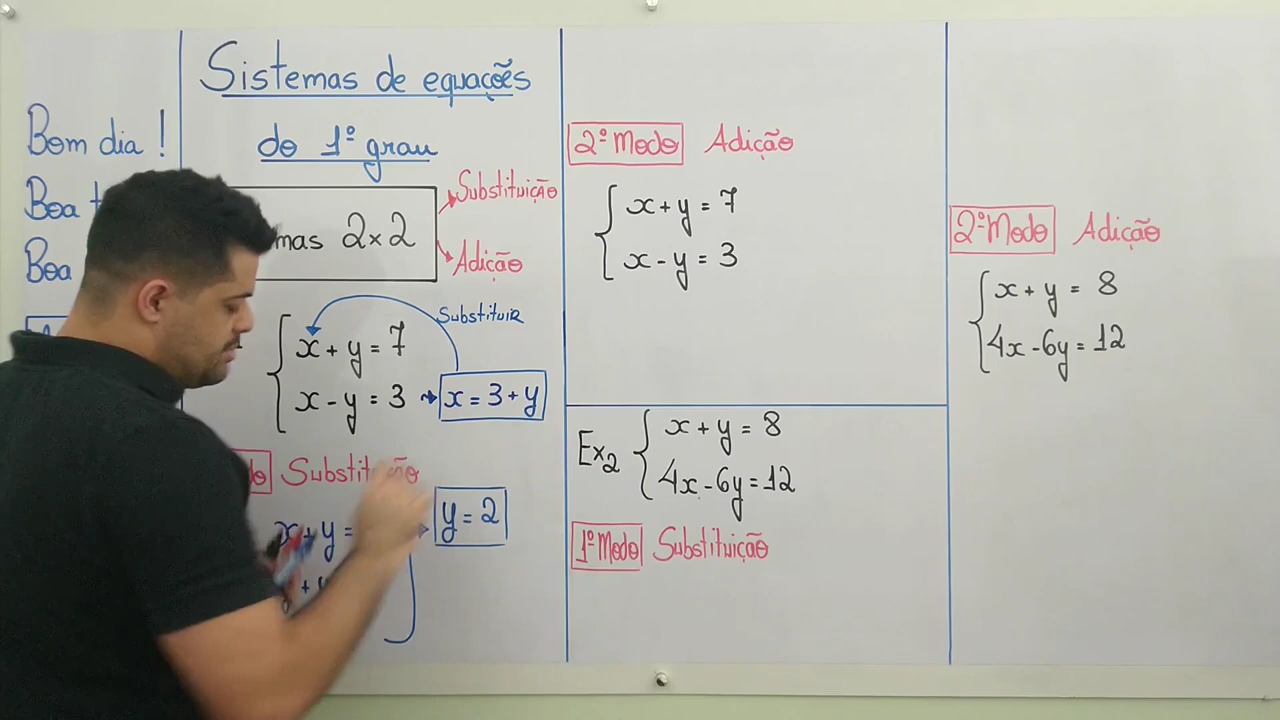 Bom dia !
Boa
Boa
Sistemas de equações
do 1º grau
mas 2x2
Substituição
Adição
Substituir
x + y = 7
x - y = 3 → x = 3 + y
Substituição
x + y =
y = 2
2º Modo Adição
x + y = 7
x - y = 3
Ex2
x + y = 8
4x - 6y = 12
1º Modo Substituição
2º Modo Adição
x + y = 8
4x - 6y = 12